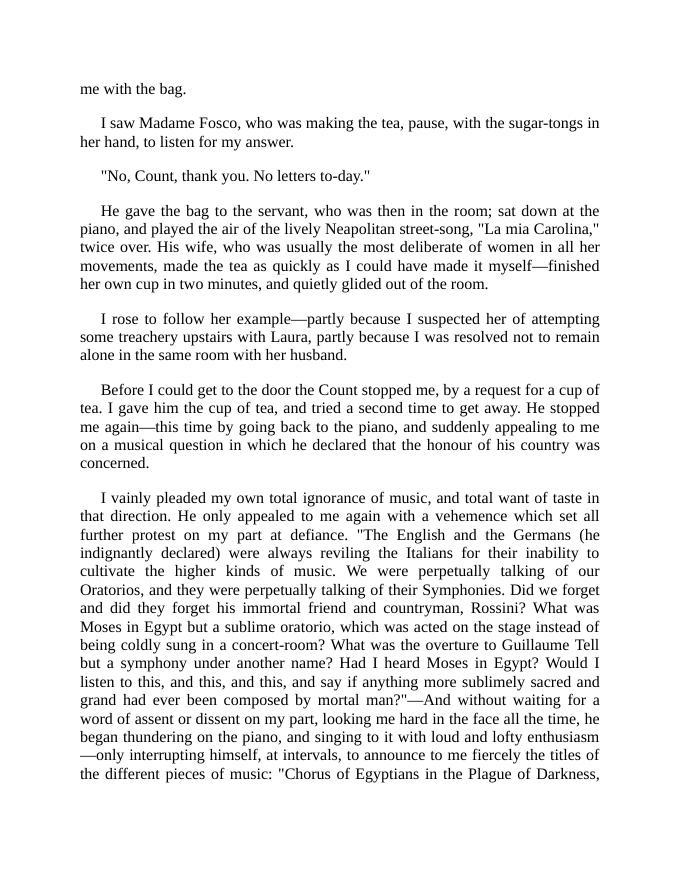 me with the bag.
I saw Madame Fosco, who was making the tea, pause, with the sugar-tongs in
her hand, to listen for my answer.
"No, Count, thank you. No letters to-day."
He gave the bag to the servant, who was then in the room; sat down at the
piano, and played the air of the lively Neapolitan street-song, "La mia Carolina,"
twice over. His wife, who was usually the most deliberate of women in all her
movements, made the tea as quickly as I could have made it myself—finished
her own cup in two minutes, and quietly glided out of the room.
I rose to follow her example—partly because I suspected her of attempting
some treachery upstairs with Laura, partly because I was resolved not to remain
alone in the same room with her husband.
Before I could get to the door the Count stopped me, by a request for a cup of
tea. I gave him the cup of tea, and tried a second time to get away. He stopped
me again—this time by going back to the piano, and suddenly appealing to me
on a musical question in which he declared that the honour of his country was
concerned.
I vainly pleaded my own total ignorance of music, and total want of taste in
that direction. He only appealed to me again with a vehemence which set all
further protest on my part at defiance. "The English and the Germans (he
indignantly declared) were always reviling the Italians for their inability to
cultivate the higher kinds of music. We were perpetually talking of our
Oratorios, and they were perpetually talking of their Symphonies. Did we forget
and did they forget his immortal friend and countryman, Rossini? What was
Moses in Egypt but a sublime oratorio, which was acted on the stage instead of
being coldly sung in a concert-room? What was the overture to Guillaume Tell
but a symphony under another name? Had I heard Moses in Egypt? Would I
listen to this, and this, and this, and say if anything more sublimely sacred and
grand had ever been composed by mortal man?"—And without waiting for a
word of assent or dissent on my part, looking me hard in the face all the time, he
began thundering on the piano, and singing to it with loud and lofty enthusiasm
—only interrupting himself, at intervals, to announce to me fiercely the titles of
the different pieces of music: "Chorus of Egyptians in the Plague of Darkness,